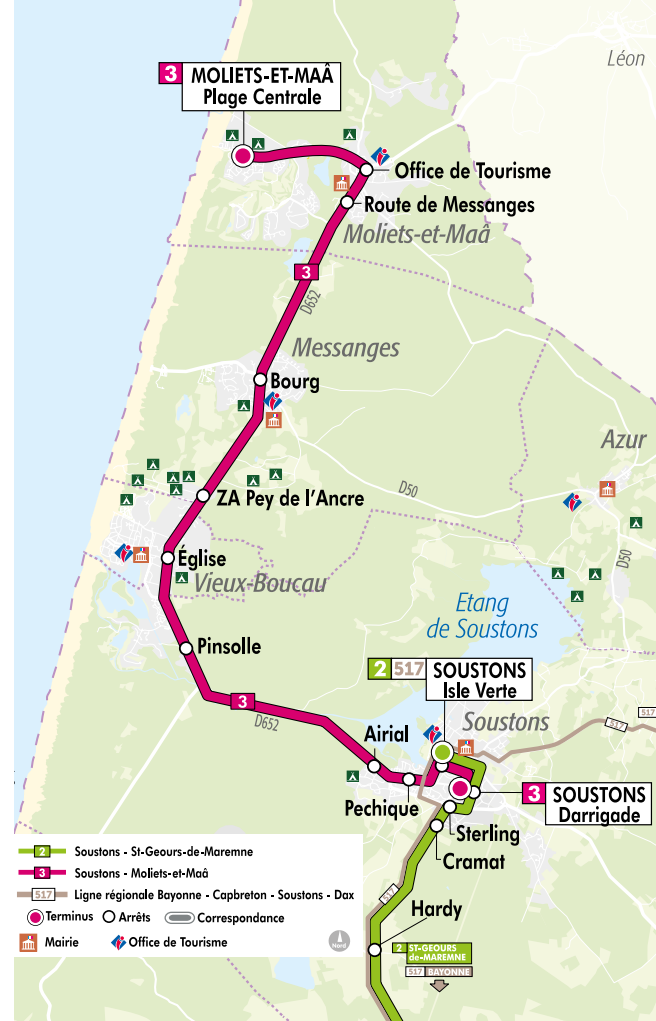 Léon
3 MOLIETS-ET-MAÂ
Plage Centrale
Office de Tourisme
Route de Messanges
Moliets-et-Maâ
3
D652
Messanges
Bourg
Azur
ZA Pey de l'Ancre
D50
Église
Vieux-Boucau
D50
Etang
de Soustons
Pinsolle
2 517 SOUSTONS
Isle Verte
3
D652
Soustons
517
517
Airial
Pechique
3 SOUSTONS
Darrigade
Sterling
Cramat
517
Hardy
2 ST-GEOURS
de-MAREMNE
517 BAYONNE
2 Soustons - St-Geours-de-Maremne
3 Soustons - Moliets-et-Maâ
517 Ligne régionale Bayonne - Capbreton - Soustons - Dax
Terminus Arrêts Correspondance
Mairie Office de Tourisme
Nord